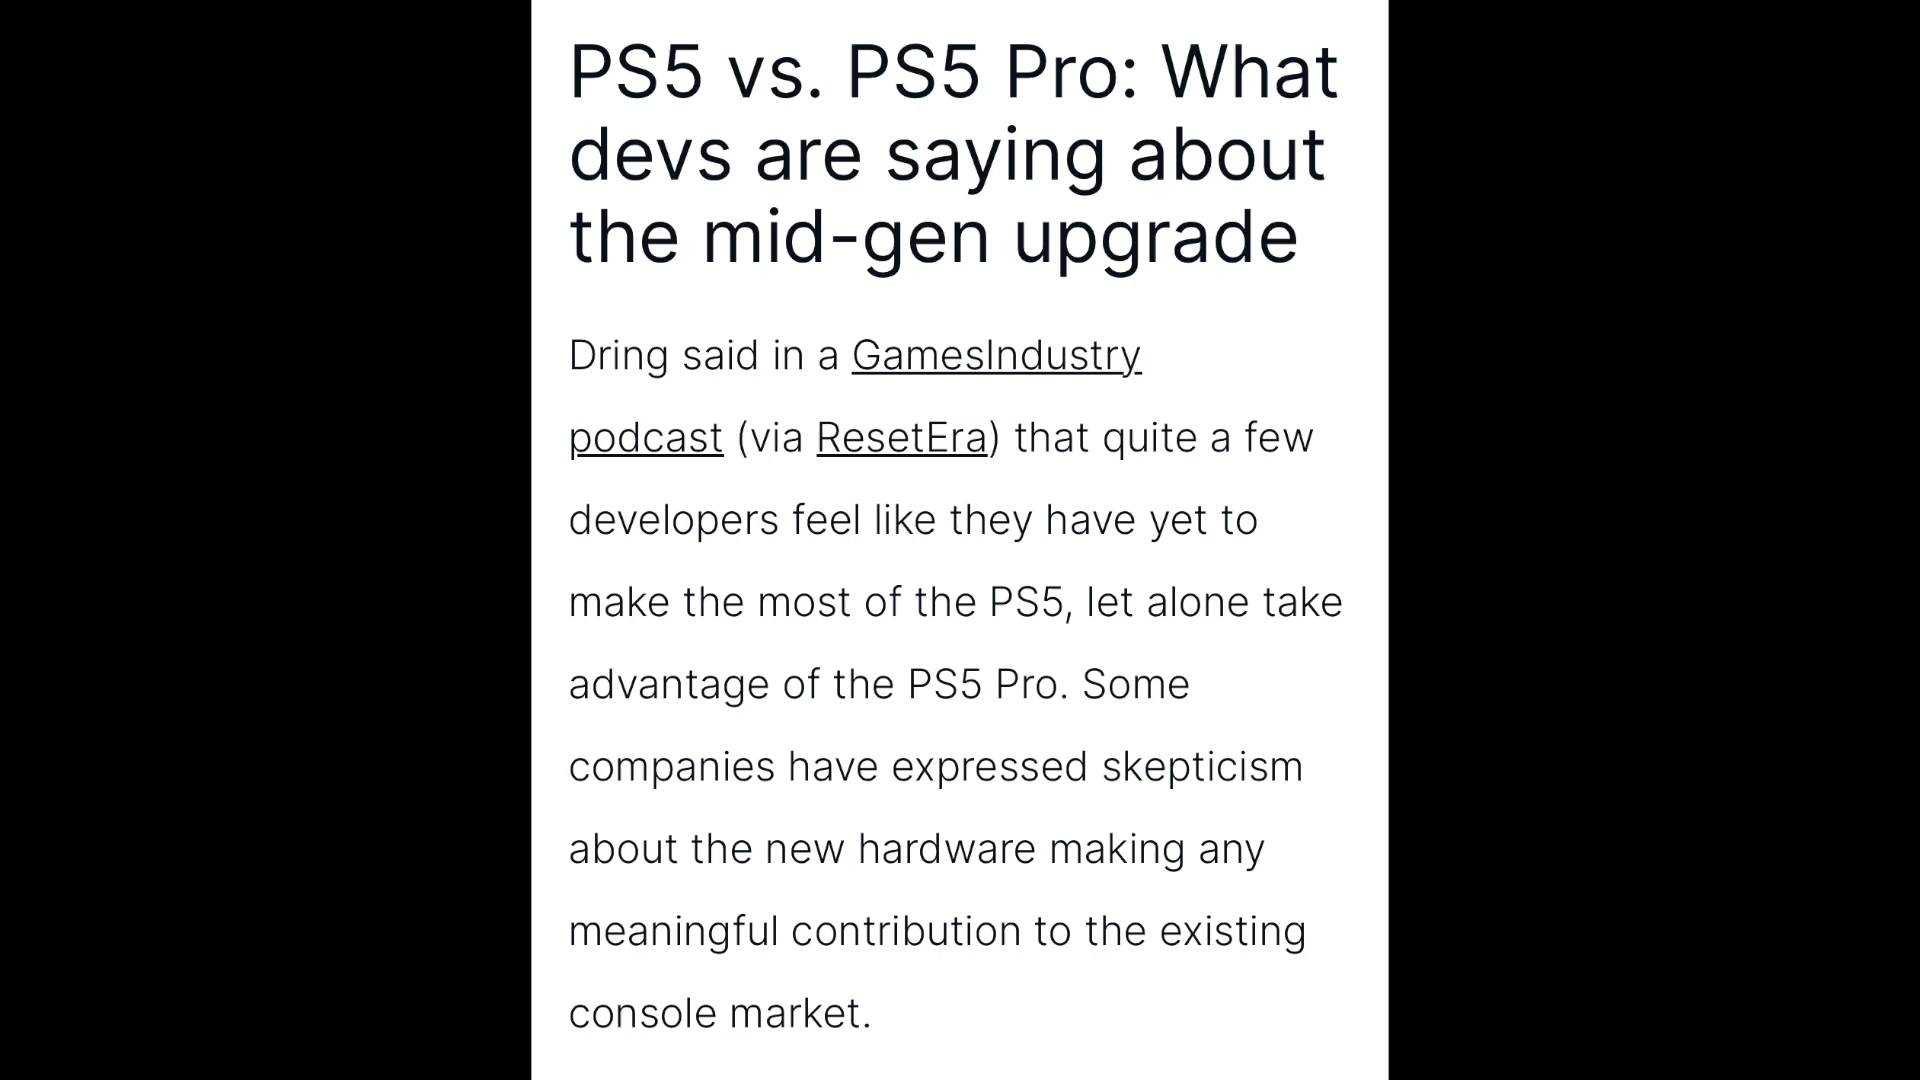 PS5 vs. PS5 Pro: What
devs are saying about
the mid-gen upgrade
Dring said in a GamesIndustry
podcast (via ResetEra) that quite a few
developers feel like they have yet to
make the most of the PS5, let alone take
advantage of the PS5 Pro. Some
companies have expressed skepticism
about the new hardware making any
meaningful contribution to the existing
console market.